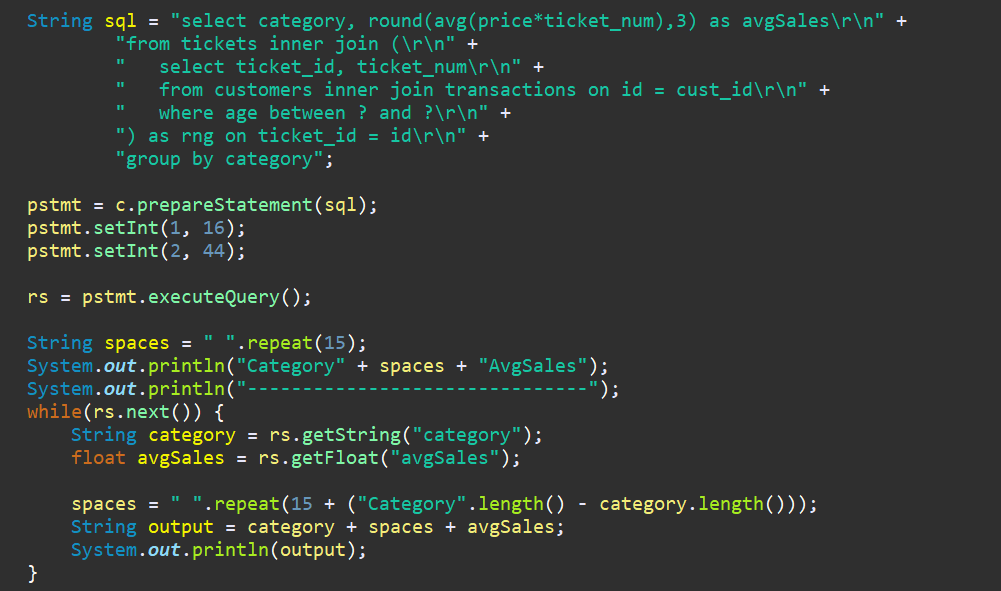 String sql = "select category, round(avg(price*ticket_num),3) as avgSales\r\n" +
        "from tickets inner join (\r\n" +
        "   select ticket_id, ticket_num\r\n" +
        "   from customers inner join transactions on id = cust_id\r\n" +
        "   where age between ? and ?\r\n" +
        ") as rng on ticket_id = id\r\n" +
        "group by category";

pstmt = c.prepareStatement(sql);
pstmt.setInt(1, 16);
pstmt.setInt(2, 44);

rs = pstmt.executeQuery();

String spaces = " ".repeat(15);
System.out.println("Category" + spaces + "AvgSales");
System.out.println("-------------------------------");
while(rs.next()) {
    String category = rs.getString("category");
    float avgSales = rs.getFloat("avgSales");

    spaces = " ".repeat(15 + ("Category".length() - category.length()));
    String output = category + spaces + avgSales;
    System.out.println(output);
}